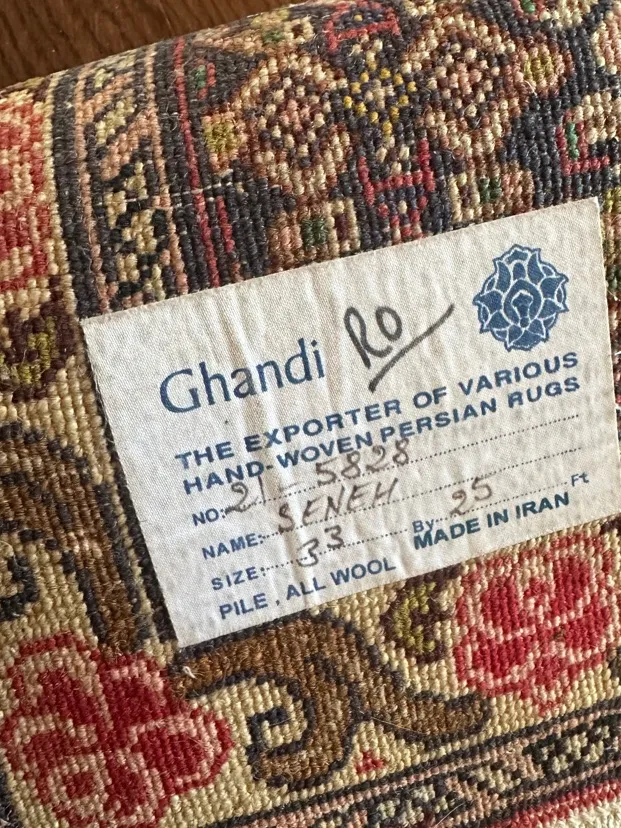 Ghandi RO
THE EXPORTER OF VARIOUS
HAND-WOVEN PERSIAN RUGS
NO: 21-5828
NAME: SENEH
SIZE: 33 By. 25 Ft
PILE, ALL WOOL MADE IN IRAN